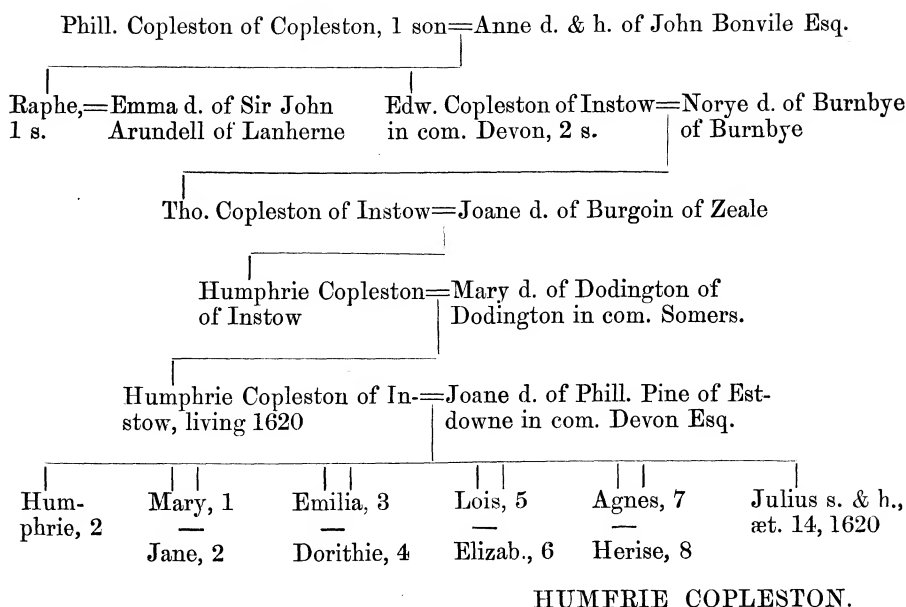 Phill. Copleston of Copleston, 1 son=Anne d. & h. of John Bonvile Esq.
Raphe,=Emma d. of Sir John
1 s. Arundell of Lanherne
Edw. Copleston of Instow=Norye d. of Burnbye
in com. Devon, 2 s. of Burnbye
Tho. Copleston of Instow=Joane d. of Burgoin of Zeale
Humphrie Copleston=Mary d. of Dodington of
of Instow Dodington in com. Somers.
Humphrie Copleston of In-=Joane d. of Phill. Pine of Est-
stow, living 1620 downe in com. Devon Esq.
Hum-
phrie, 2
Mary, 1
Jane, 2
Emilia, 3
Dorithie, 4
Lois, 5
Elizab., 6
Agnes, 7
Herise, 8
Julius s. & h.,
æt. 14, 1620
HUMFRIE COPLESTON.